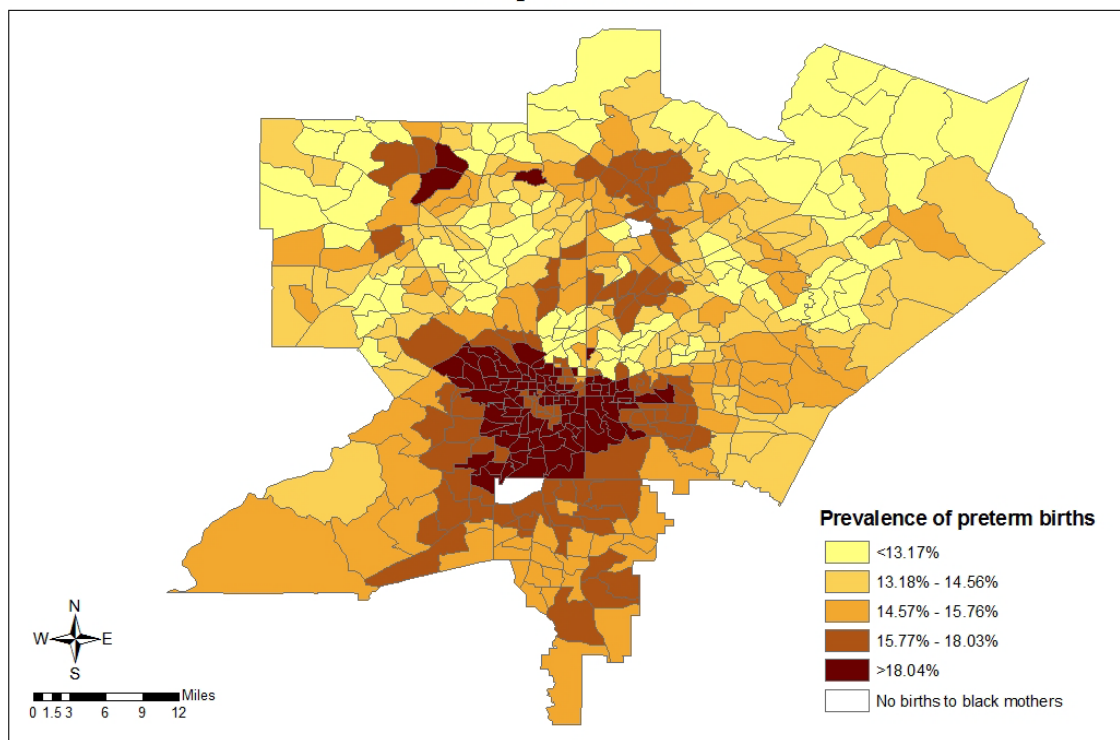 N
W E
S
Miles
0 1.5 3 6 9 12
Prevalence of preterm births
<13.17%
13.18% - 14.56%
14.57% - 15.76%
15.77% - 18.03%
>18.04%
No births to black mothers